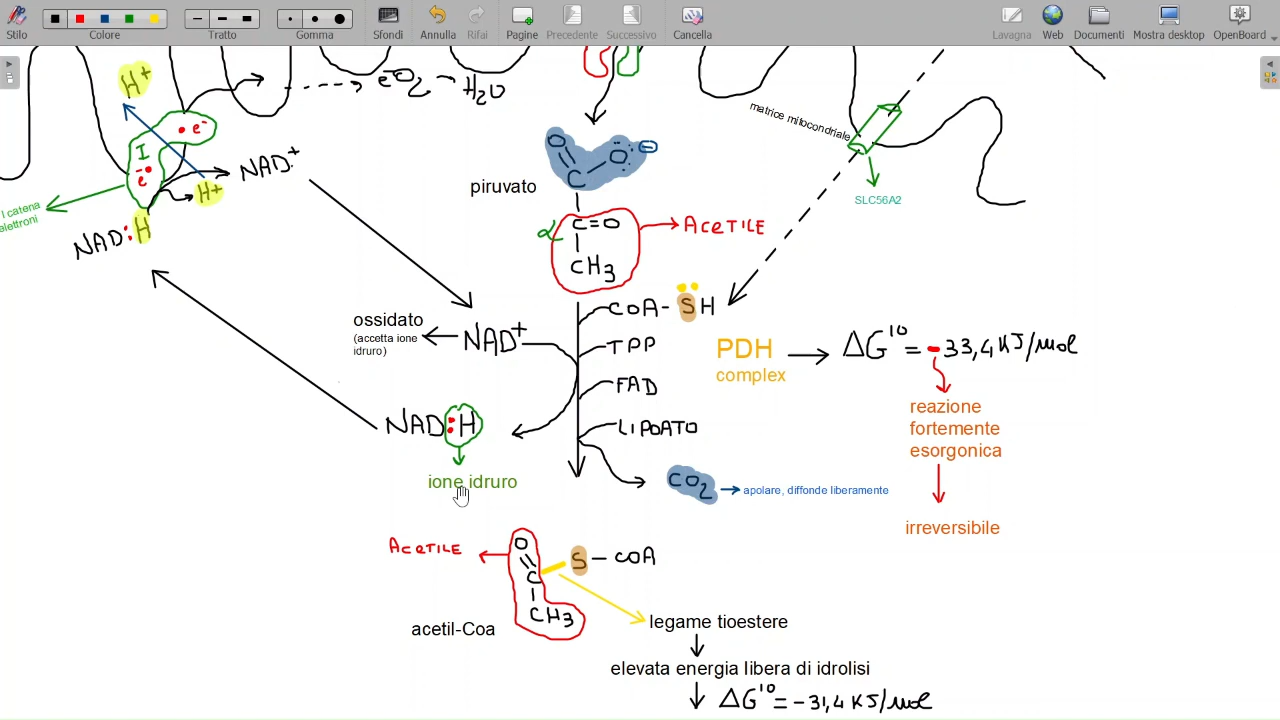 Stilo
Colore
Tratto
Gomma
Sfondi
Annulla
Rifai
Pagine
Precedente
Successivo
Cancella
Lavagna
Web
Documenti
Mostra desktop
OpenBoard
H+
e- O2 H2O
matrice mitocondriale
I
e-
e-
NAD+
H+
I catena
elettroni
NAD:H
O
C
O
-
piruvato
α
C=O
CH3
ACETILE
SLC56A2
COA-SH
ossidato
(accetta ione
idruro)
NAD+
TPP
FAD
LIPOATO
PDH
complex
ΔG'0 = -33,4 KJ/mol
reazione
fortemente
esorgonica
irreversibile
NAD:H
ione idruro
CO2
apolare, diffonde liberamente
ACETILE
O
C
S - COA
CH3
acetil-Coa
legame tioestere
elevata energia libera di idrolisi
ΔG'0 = -31,4 KJ/mol